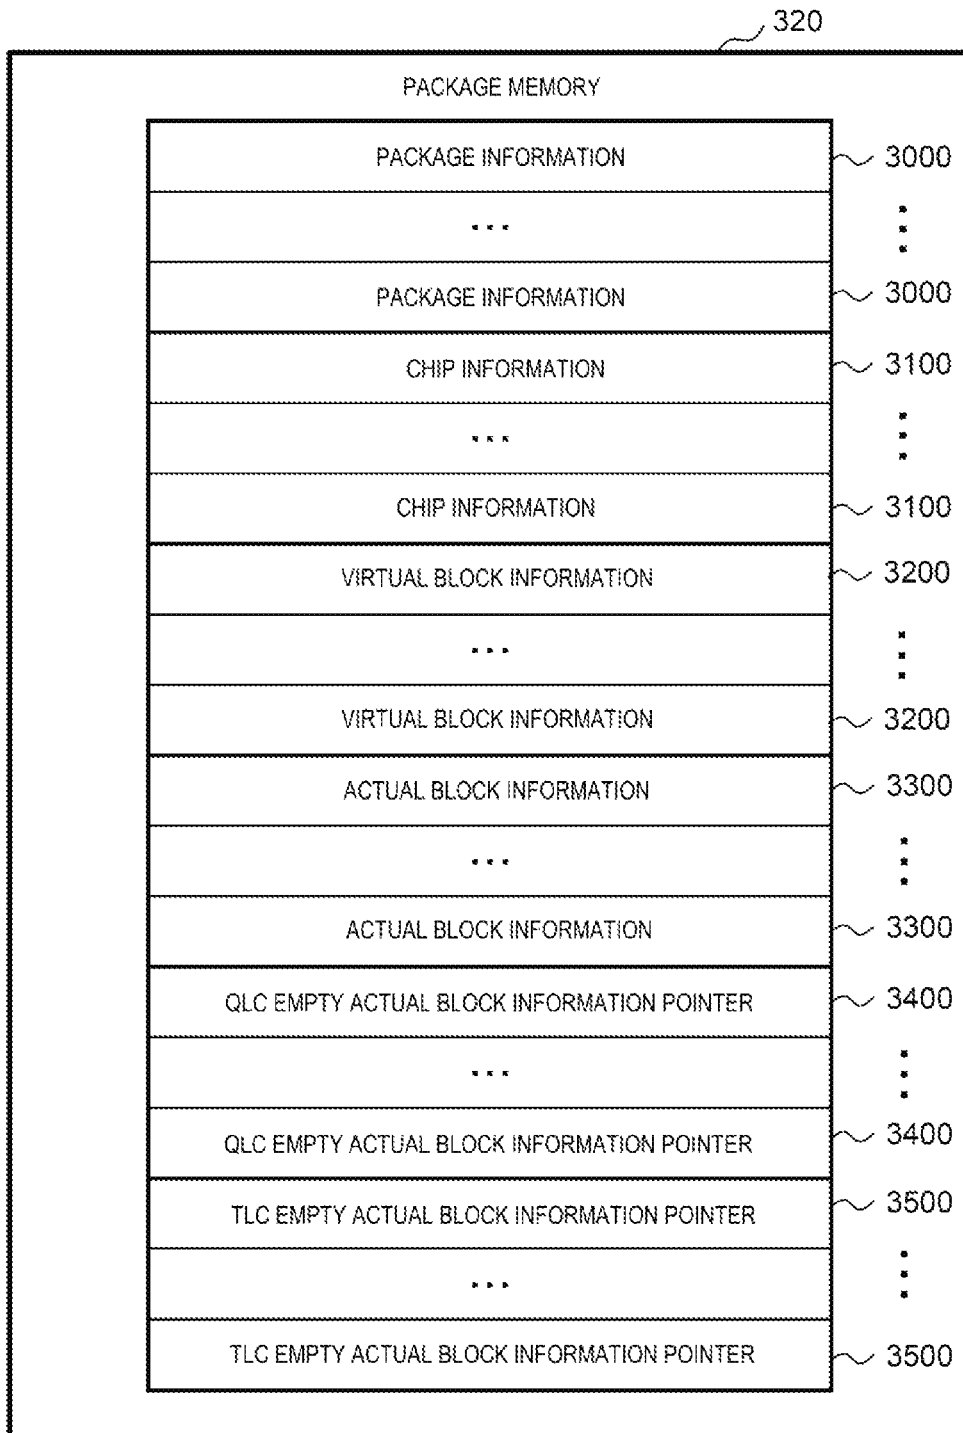 320
PACKAGE MEMORY
PACKAGE INFORMATION 3000
...
PACKAGE INFORMATION 3000
CHIP INFORMATION 3100
...
CHIP INFORMATION 3100
VIRTUAL BLOCK INFORMATION 3200
...
VIRTUAL BLOCK INFORMATION 3200
ACTUAL BLOCK INFORMATION 3300
...
ACTUAL BLOCK INFORMATION 3300
QLC EMPTY ACTUAL BLOCK INFORMATION POINTER 3400
...
QLC EMPTY ACTUAL BLOCK INFORMATION POINTER 3400
TLC EMPTY ACTUAL BLOCK INFORMATION POINTER 3500
...
TLC EMPTY ACTUAL BLOCK INFORMATION POINTER 3500